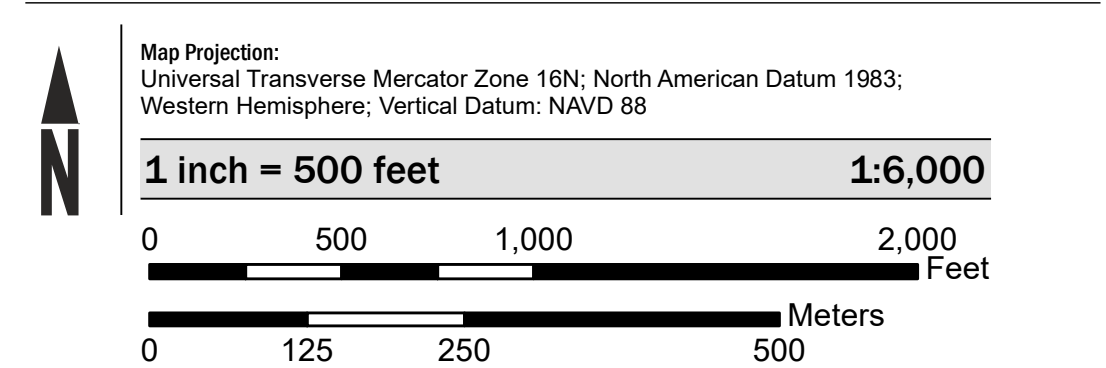 Map Projection:
Universal Transverse Mercator Zone 16N; North American Datum 1983;
Western Hemisphere; Vertical Datum: NAVD 88
N
1 inch = 500 feet 1:6,000
0 500 1,000 2,000
Feet
Meters
0 125 250 500